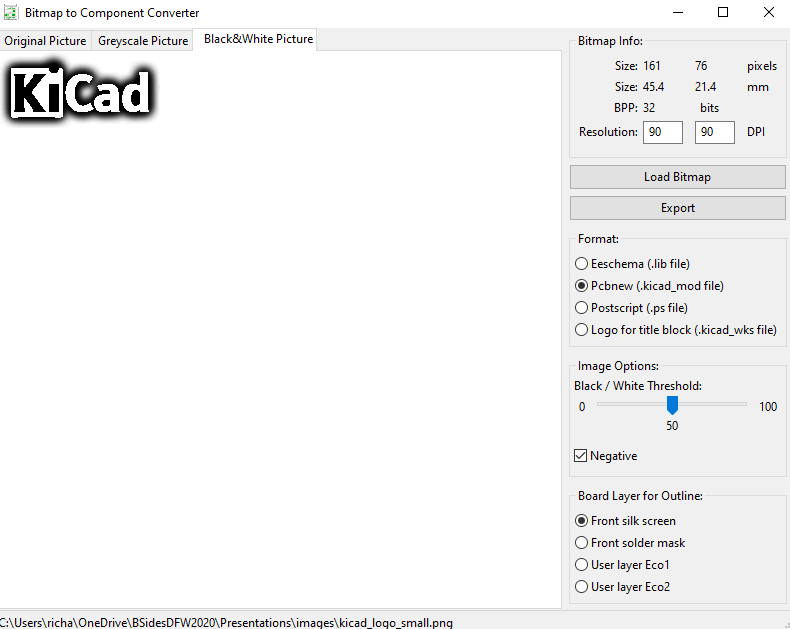 Bitmap to Component Converter
Original Picture Greyscale Picture Black&White Picture
KiCad
Bitmap Info:
Size: 161 76 pixels
Size: 45.4 21.4 mm
BPP: 32 bits
Resolution: 90 90 DPI
Load Bitmap
Export
Format:
Eeschema (.lib file)
Pcbnew (.kicad_mod file)
Postscript (.ps file)
Logo for title block (.kicad_wks file)
Image Options:
Black / White Threshold:
0 100
50
Negative
Board Layer for Outline:
Front silk screen
Front solder mask
User layer Eco1
User layer Eco2
C:\Users\richa\OneDrive\BSidesDFW2020\Presentations\images\kicad_logo_small.png